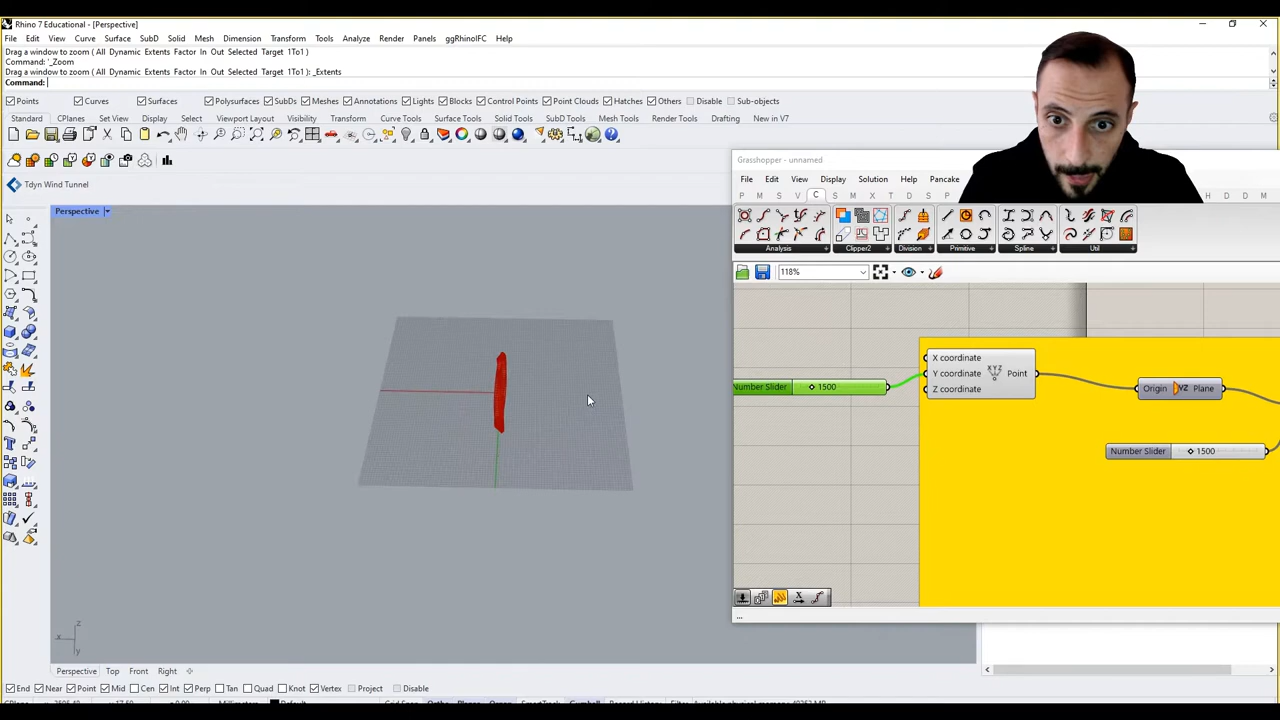 Rhino 7 Educational - [Perspective]
File Edit View Curve Surface SubD Solid Mesh Dimension Transform Tools Analyze Render Panels ggRhinoIFC Help
Drag a window to zoom ( All Dynamic Extents Factor In Out Selected Target 1To1 )
Command: '_Zoom
Drag a window to zoom ( All Dynamic Extents Factor In Out Selected Target 1To1 ): _Extents
Command:
Points Curves Surfaces Polysurfaces SubDs Meshes Annotations Lights Blocks Control Points Point Clouds Hatches Others Disable Sub-objects
Standard CPlanes Set View Display Select Viewport Layout Visibility Transform Curve Tools Surface Tools Solid Tools SubD Tools Mesh Tools Render Tools Drafting New in V7
Tdyn Wind Tunnel
Perspective
Grasshopper - unnamed
File Edit View Display Solution Help Pancake
P M S V C S M X T D S P H D D M
Analysis Clipper2 Division Primitive Spline Util
118%
X coordinate
Y coordinate Point
Z coordinate
Number Slider 1500
Origin YZ Plane
Number Slider 1500
...
z
x
y
Perspective Top Front Right
End Near Point Mid Cen Int Perp Tan Quad Knot Vertex Project Disable